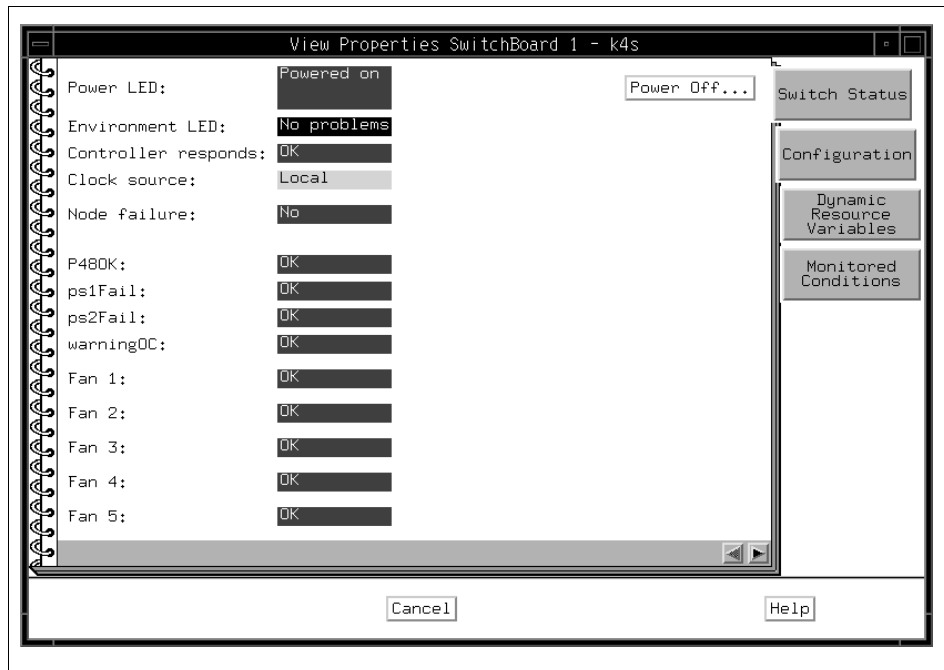 View Properties SwitchBoard 1 - k4s
Power LED: Powered on
Power Off...
Environment LED: No problems
Controller responds: OK
Clock source: Local
Node failure: No
P48OK: OK
ps1Fail: OK
ps2Fail: OK
warningOC: OK
Fan 1: OK
Fan 2: OK
Fan 3: OK
Fan 4: OK
Fan 5: OK
Switch Status
Configuration
Dynamic
Resource
Variables
Monitored
Conditions
Cancel
Help